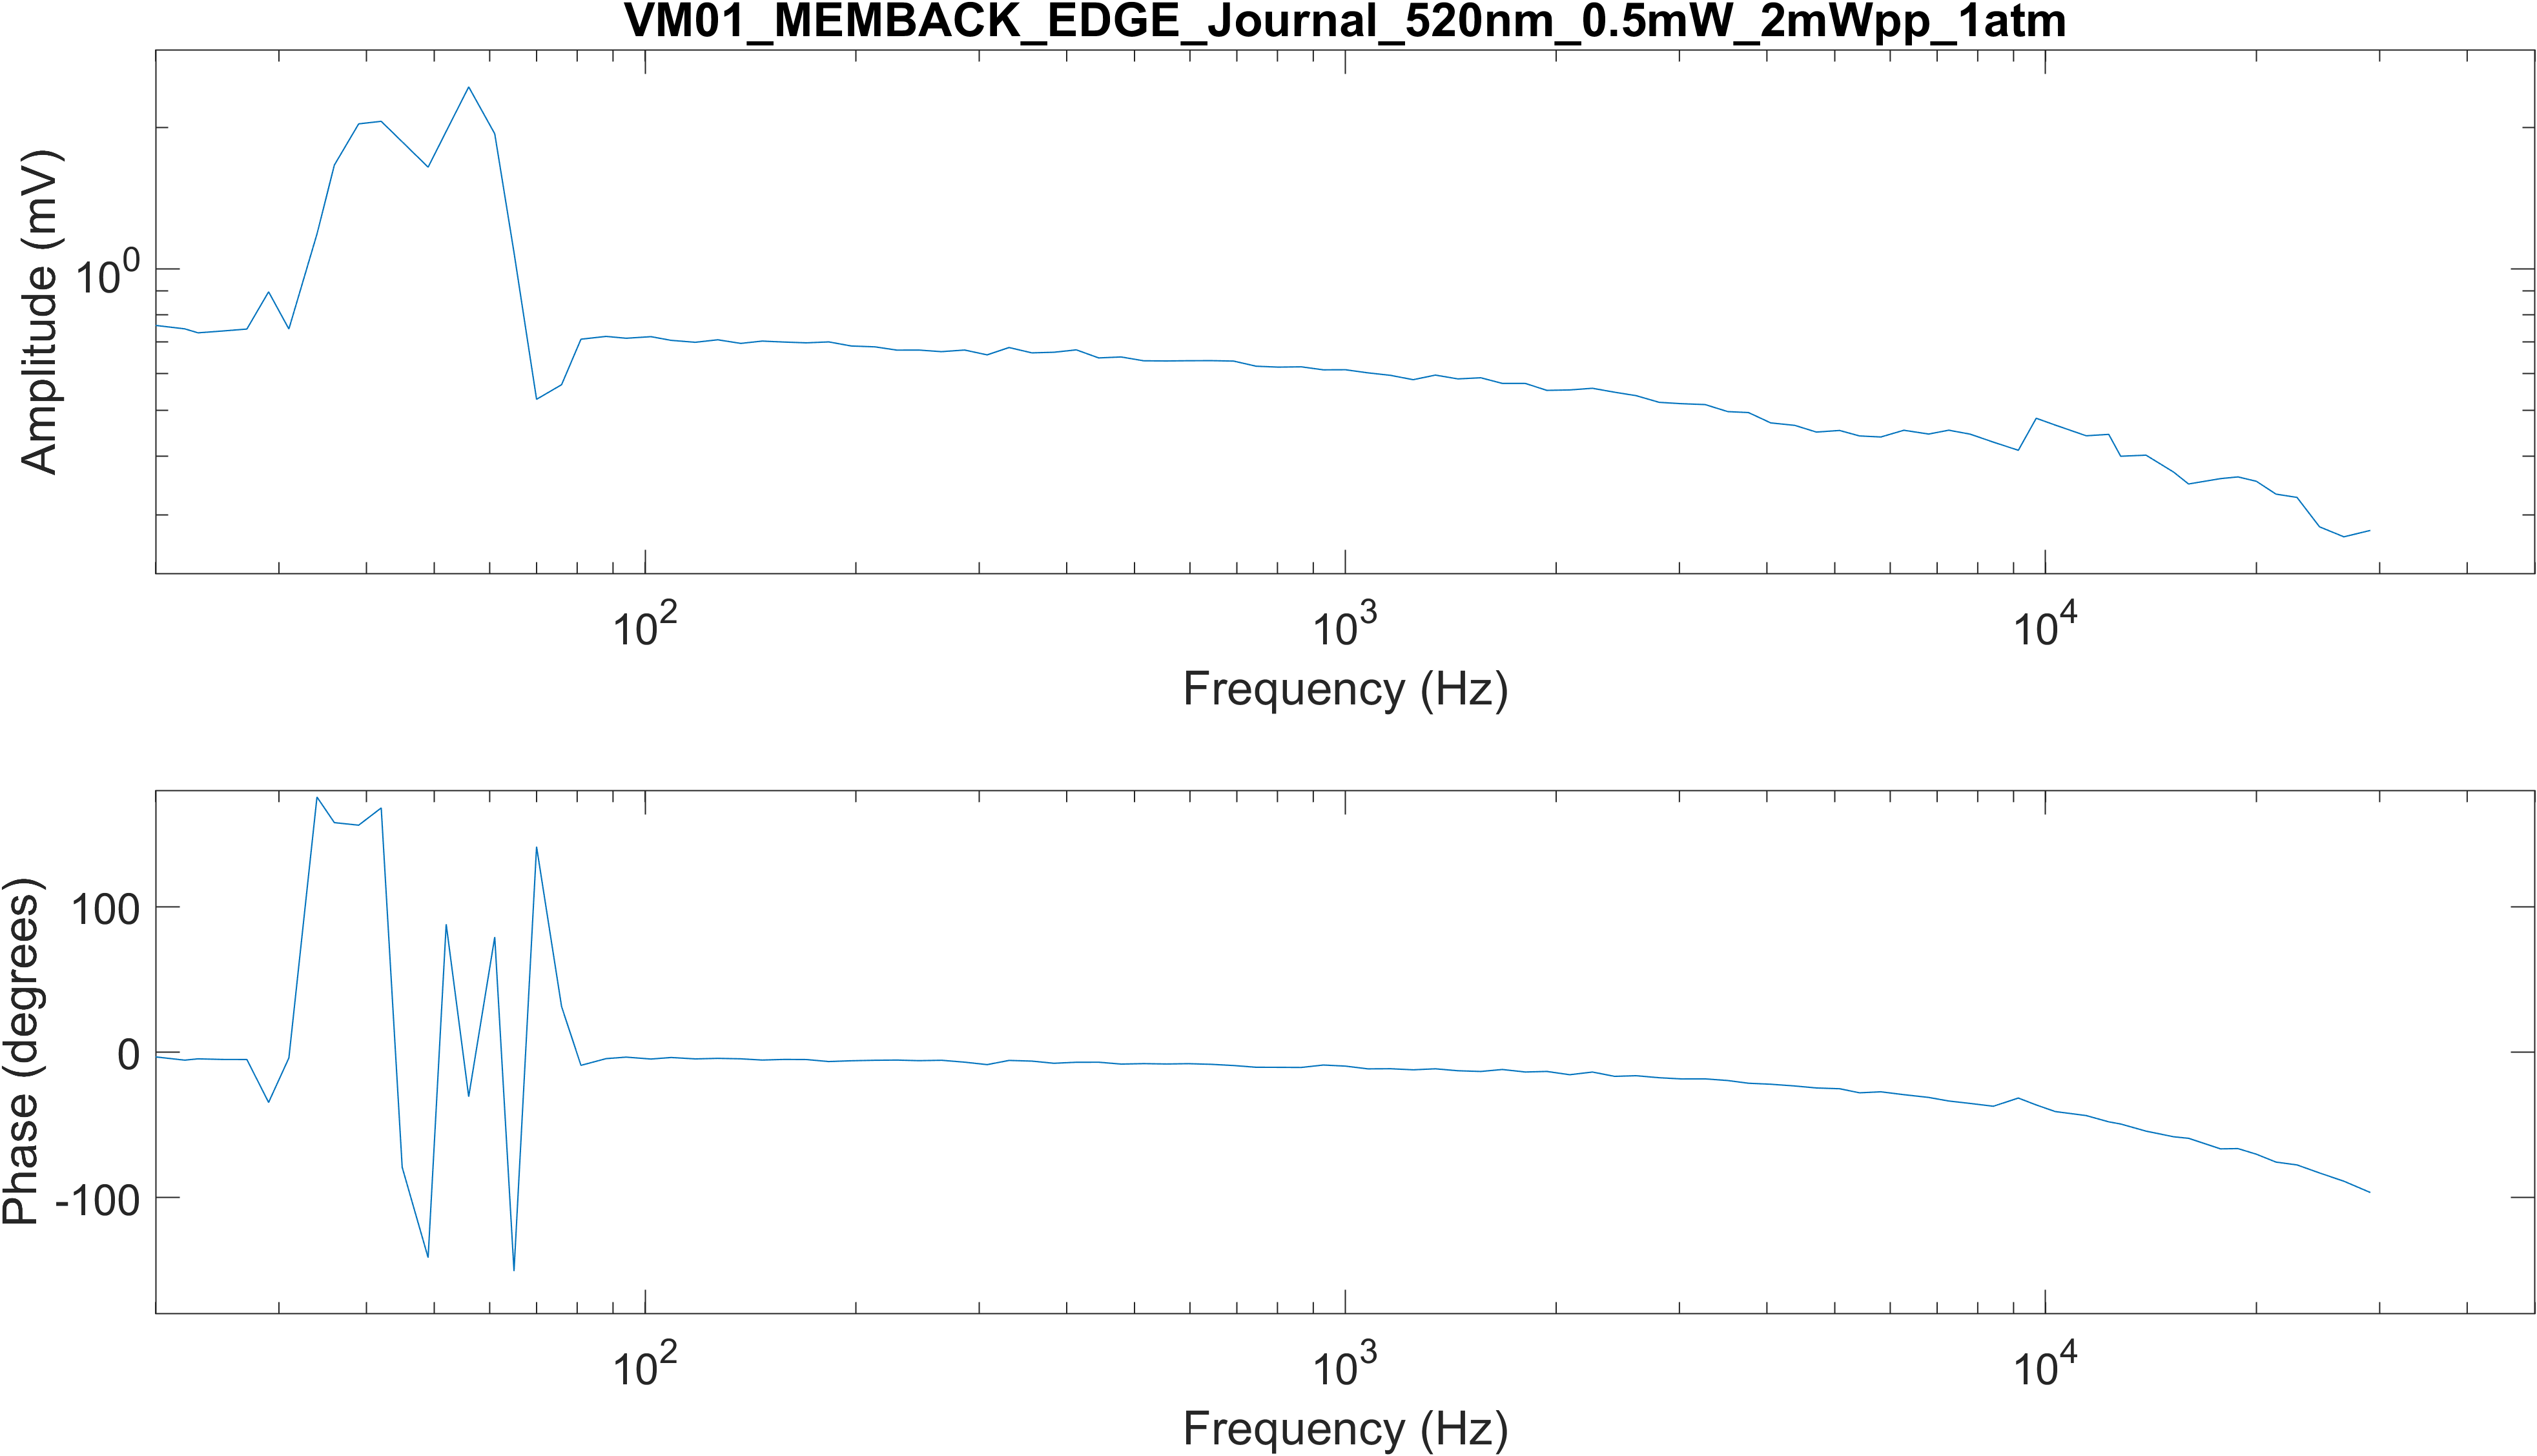 VM01_MEMBACK_EDGE_Journal_520nm_0.5mW_2mWpp_1atm
Amplitude (mV)
10^0
10^2 10^3 10^4
Frequency (Hz)
Phase (degrees)
100
0
-100
10^2 10^3 10^4
Frequency (Hz)